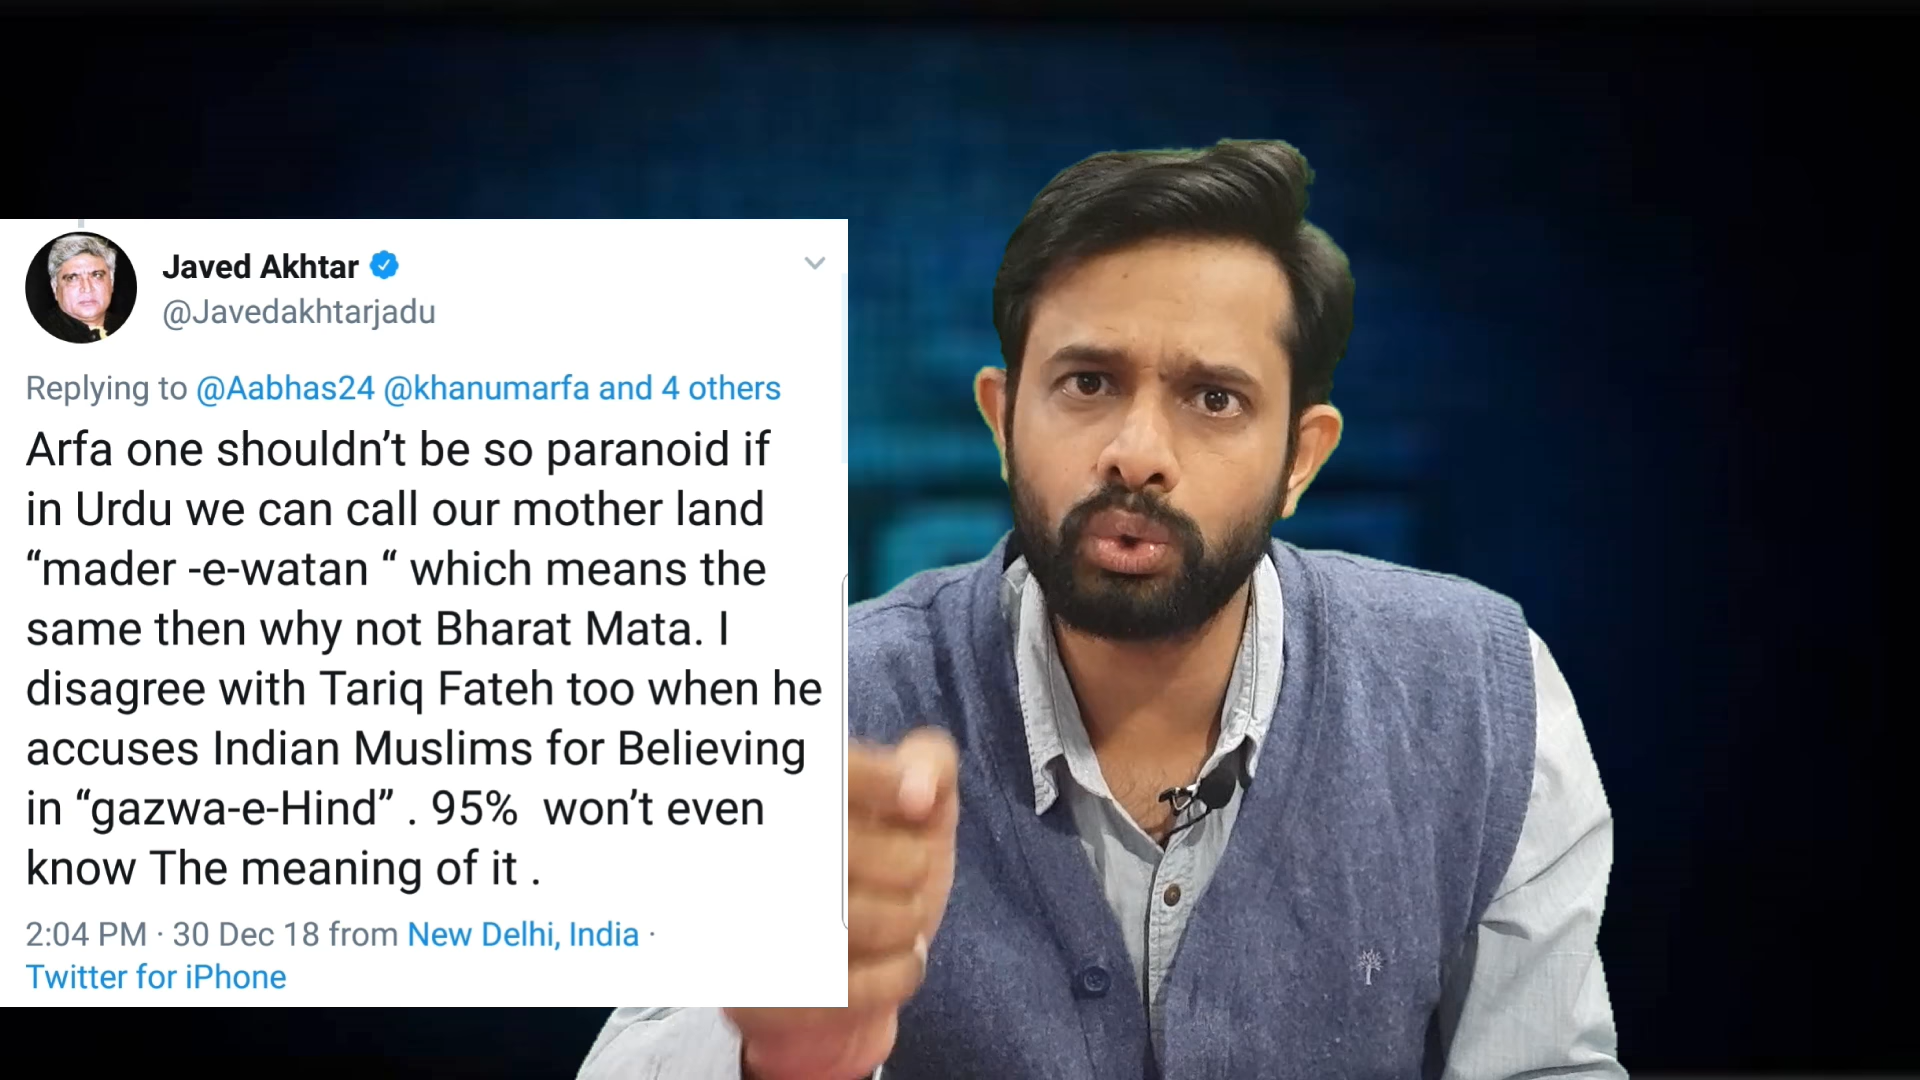 Javed Akhtar
@Javedakhtarjadu
Replying to @Aabhas24 @khanumarfa and 4 others
Arfa one shouldn’t be so paranoid if
in Urdu we can call our mother land
“mader -e-watan “ which means the
same then why not Bharat Mata. I
disagree with Tariq Fateh too when he
accuses Indian Muslims for Believing
in “gazwa-e-Hind” . 95%  won’t even
know The meaning of it .
2:04 PM · 30 Dec 18 from New Delhi, India ·
Twitter for iPhone